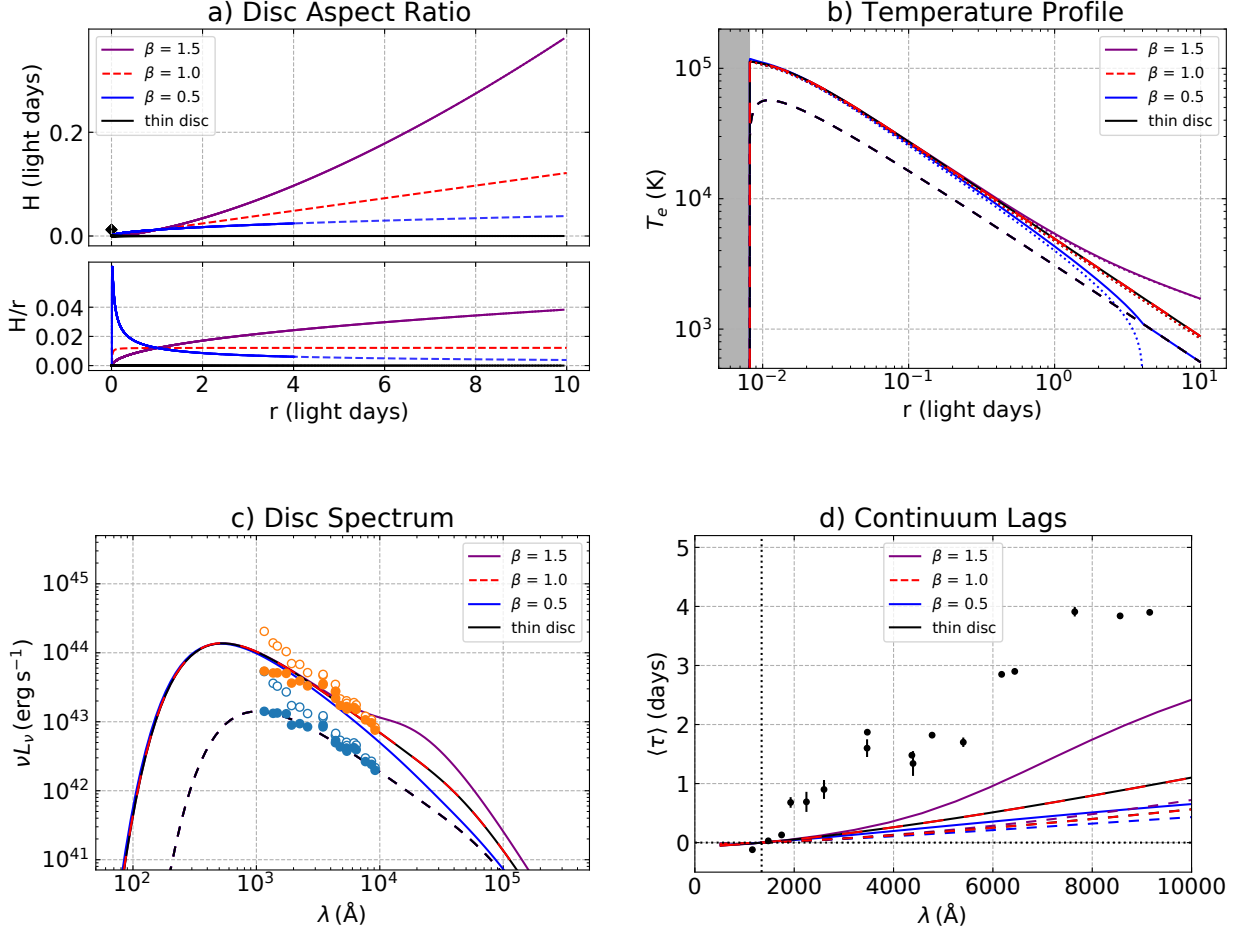 a) Disc Aspect Ratio
β = 1.5
β = 1.0
β = 0.5
thin disc
H (light days)
0.2
0.0
H/r
0.04
0.02
0.00
0 2 4 6 8 10
r (light days)
b) Temperature Profile
β = 1.5
β = 1.0
β = 0.5
thin disc
T_e (K)
10^5
10^4
10^3
10^−2 10^−1 10^0 10^1
r (light days)
c) Disc Spectrum
β = 1.5
β = 1.0
β = 0.5
thin disc
νL_ν (erg s^−1)
10^45
10^44
10^43
10^42
10^41
10^2 10^3 10^4 10^5
λ (Å)
d) Continuum Lags
β = 1.5
β = 1.0
β = 0.5
thin disc
⟨τ⟩ (days)
5
4
3
2
1
0
2000 4000 6000 8000 10000
λ (Å)